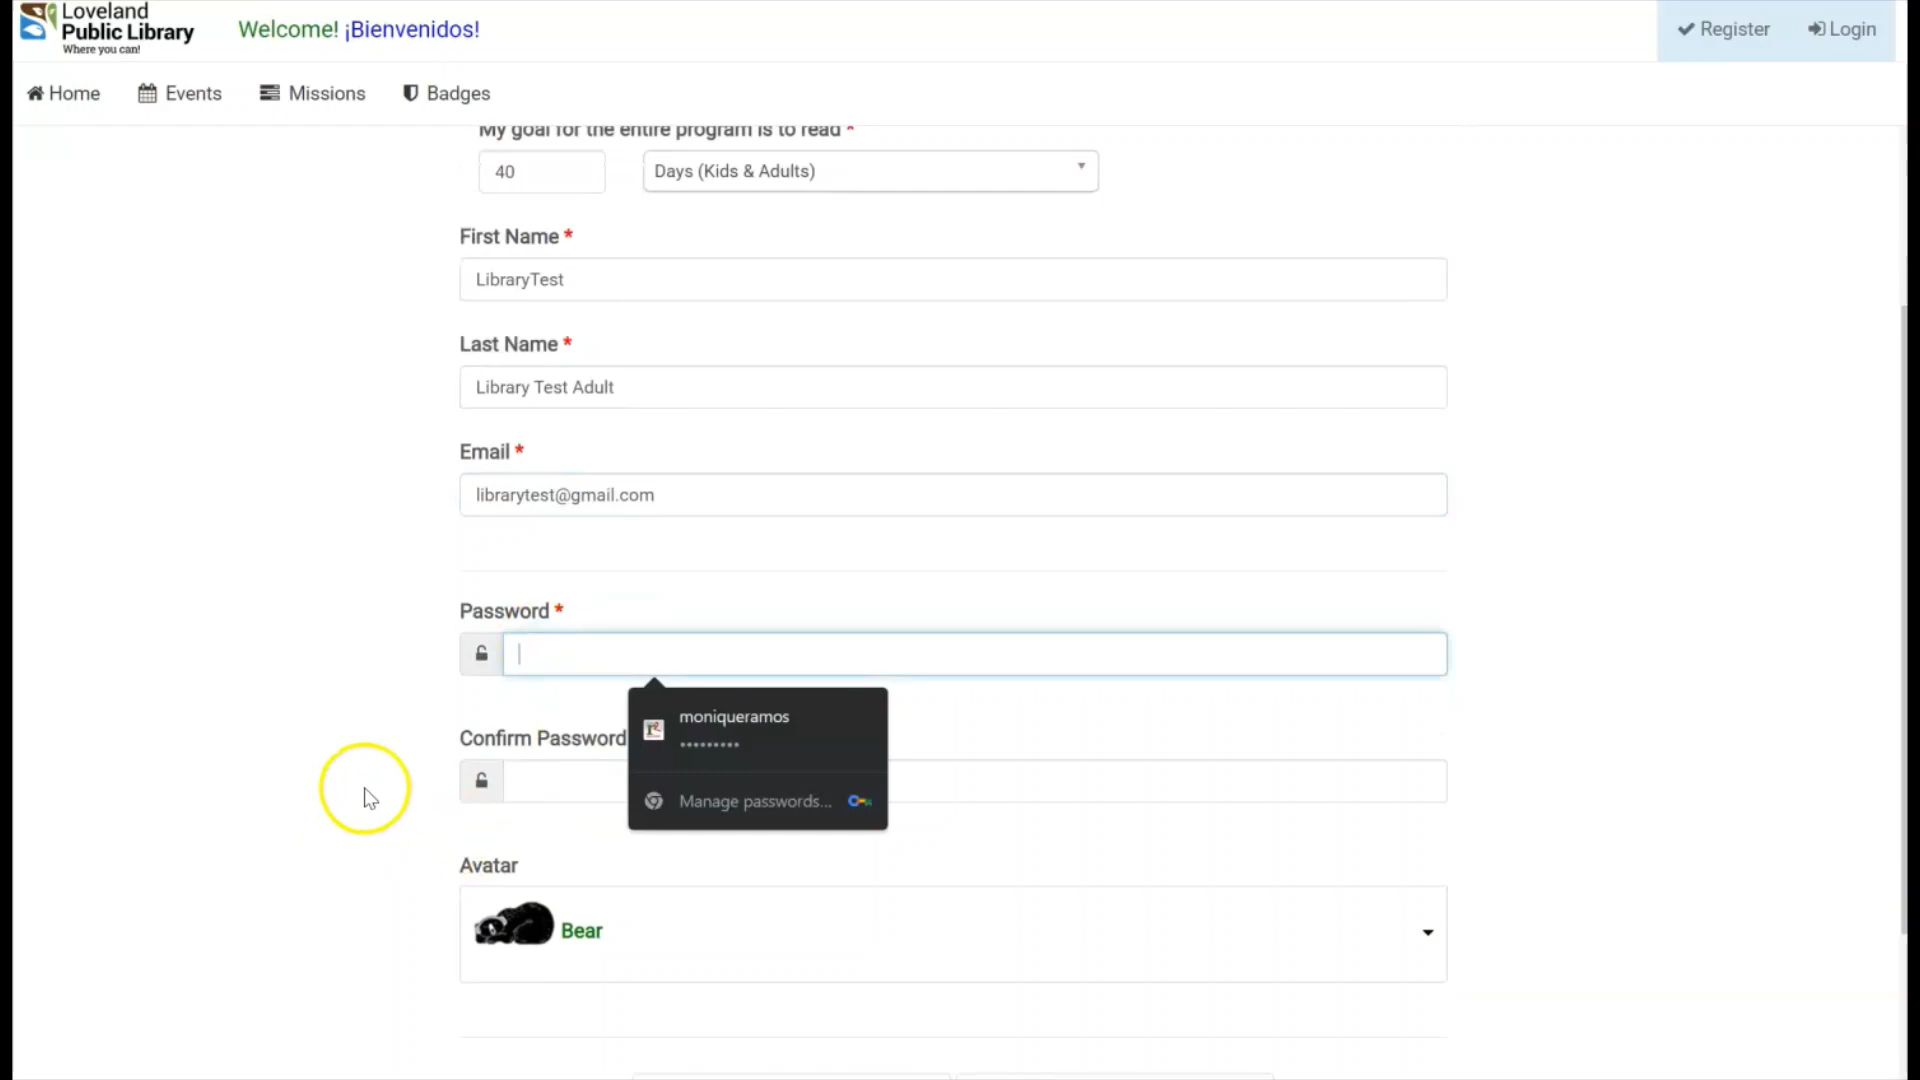 Loveland
Public Library
Where you can!
Welcome! ¡Bienvenidos!
Register
Login
Home
Events
Missions
Badges
My goal for the entire program is to read *
40
Days (Kids & Adults)
First Name *
LibraryTest
Last Name *
Library Test Adult
Email *
librarytest@gmail.com
Password *
moniqueramos
Confirm Password
Manage passwords...
Avatar
Bear